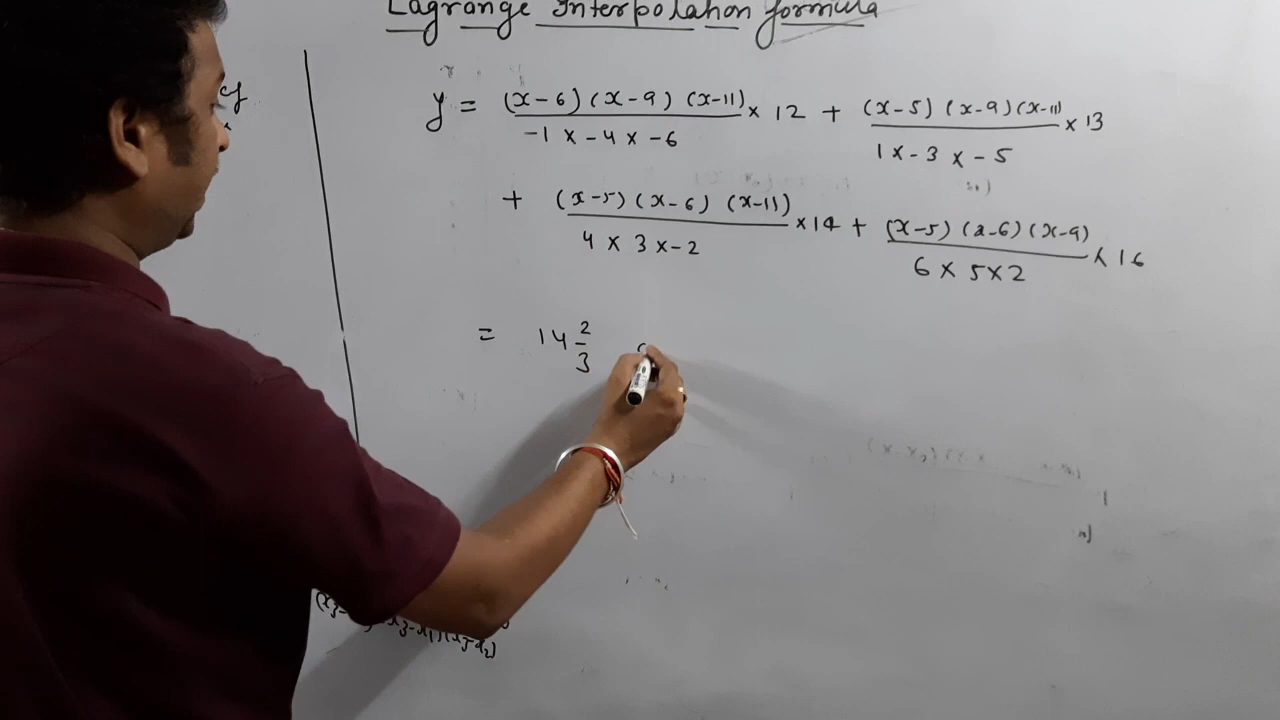 Lagrange Interpolation formula
y = (x-6) (x-9) (x-11) / -1 x -4 x -6 x 12 + (x-5) (x-9) (x-11) / 1 x -3 x -5 x 13
+ (x-5) (x-6) (x-11) / 4 x 3 x -2 x 14 + (x-5) (x-6) (x-9) / 6 x 5 x 2 x 16
= 14 2/3